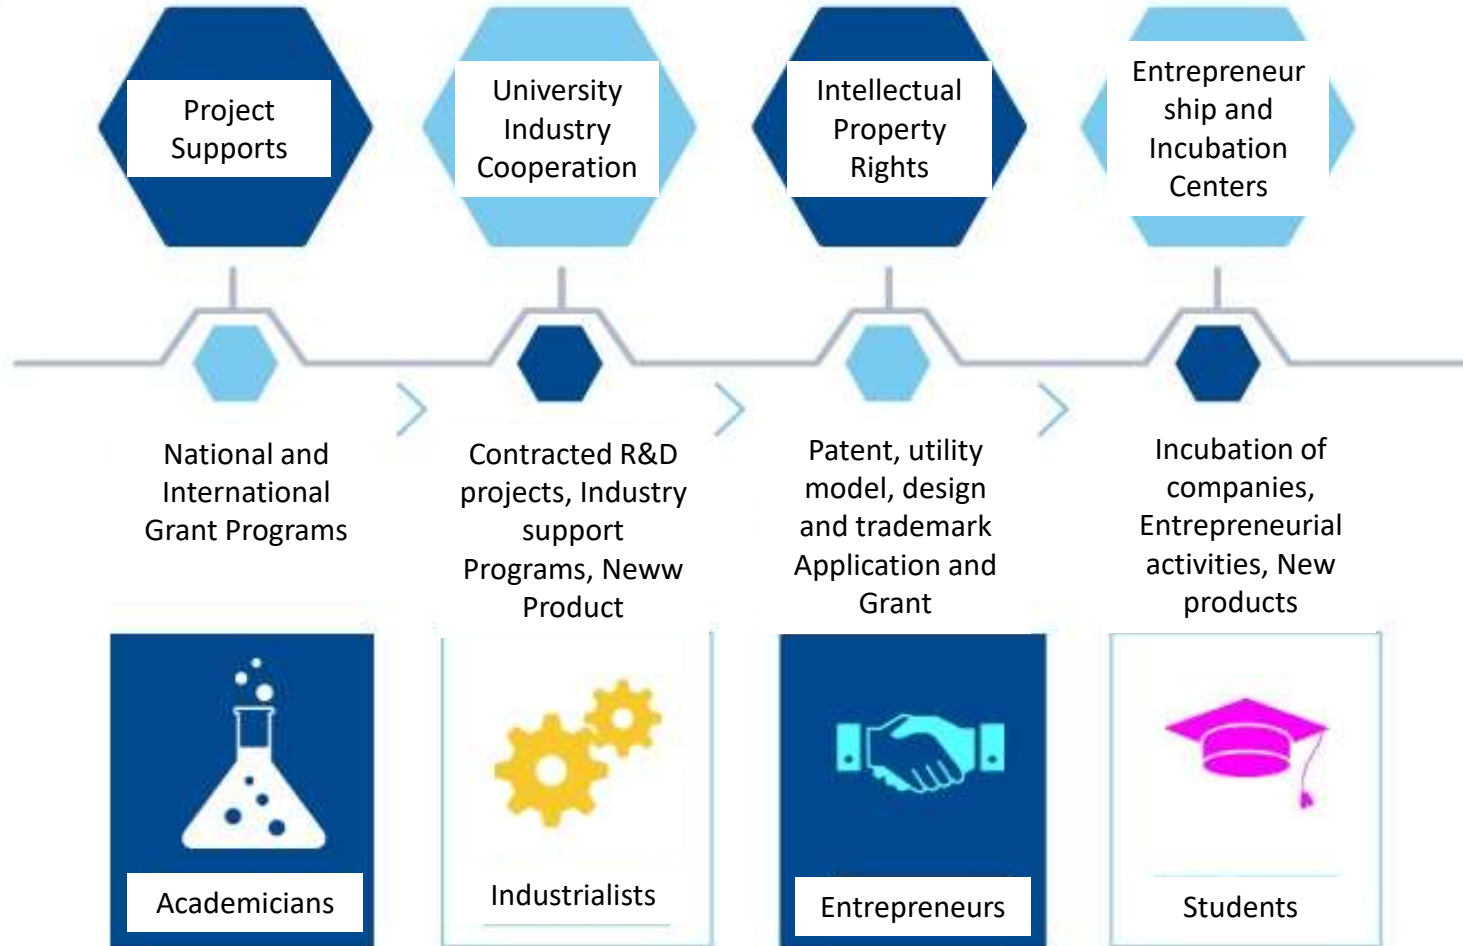 Project
Supports
University
Industry
Cooperation
Intellectual
Property
Rights
Entrepreneur
ship and
Incubation
Centers
National and
International
Grant Programs
Contracted R&D
projects, Industry
support
Programs, Neww
Product
Patent, utility
model, design
and trademark
Application and
Grant
Incubation of
companies,
Entrepreneurial
activities, New
products
Academicians
Industrialists
Entrepreneurs
Students